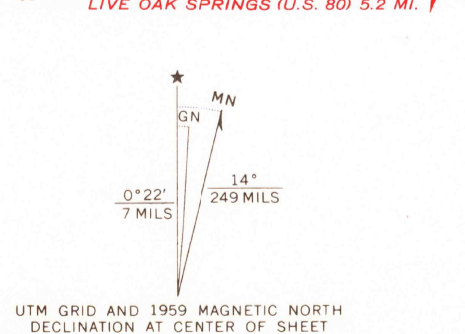 LIVE OAK SPRINGS (U.S. 80) 5.2 MI.
MN
GN
0°22'
7 MILS
14°
249 MILS
UTM GRID AND 1959 MAGNETIC NORTH
DECLINATION AT CENTER OF SHEET